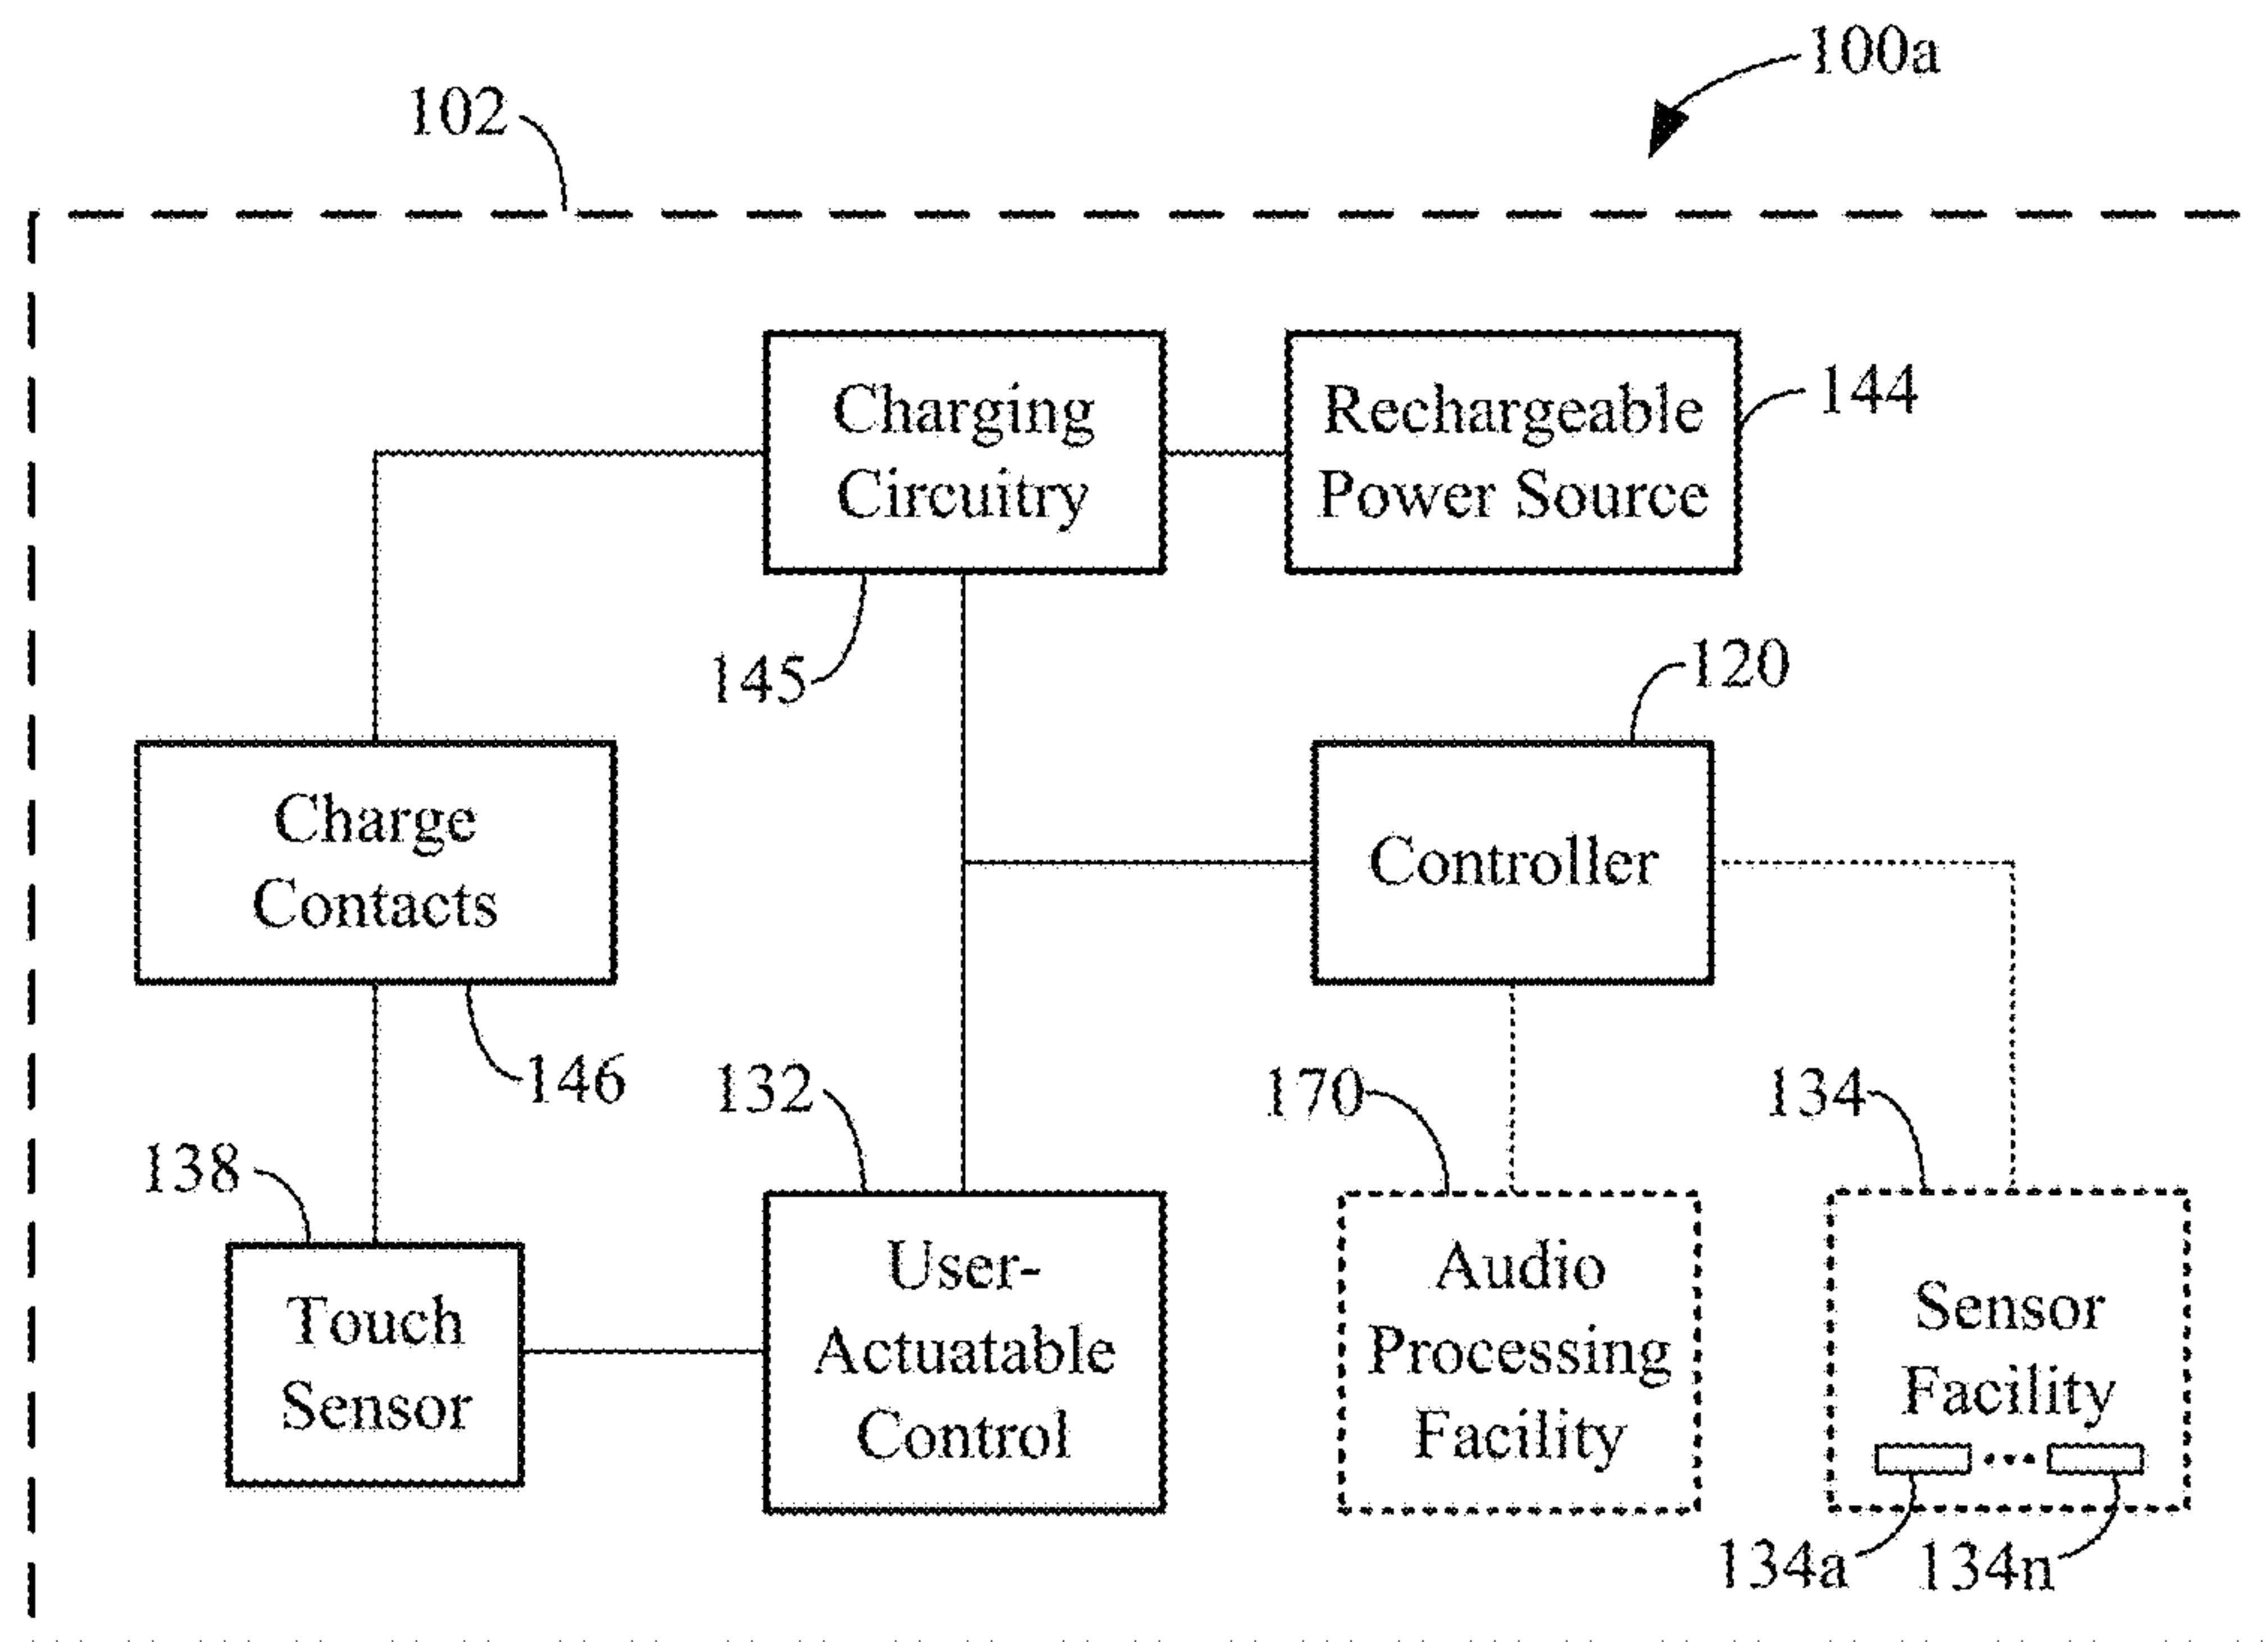 100a
102
Charging
Circuitry
Rechargeable
Power Source
144
145
120
Charge
Contacts
Controller
146
132
170
134
138
Touch
Sensor
User-
Actuatable
Control
Audio
Processing
Facility
Sensor
Facility
134a
134n